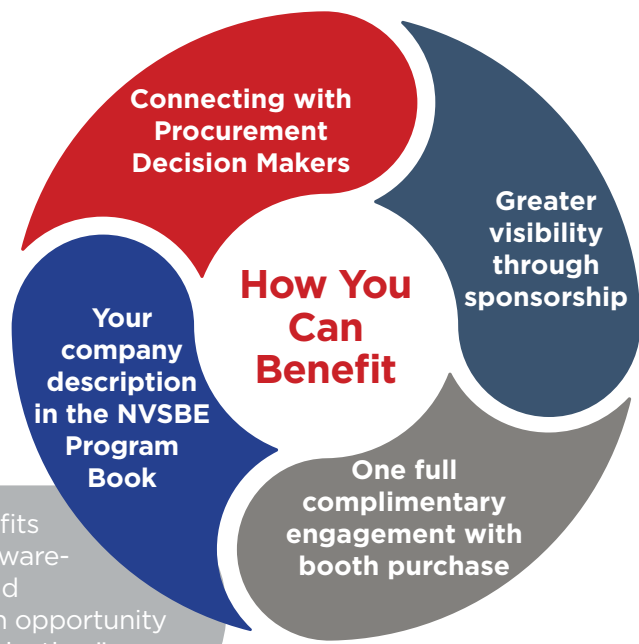 Connecting with
Procurement
Decision Makers
Greater
visibility
through
sponsorship
How You
Can
Benefit
Your
company
description
in the NVSBE
Program
Book
One full
complimentary
engagement with
booth purchase
opportunity